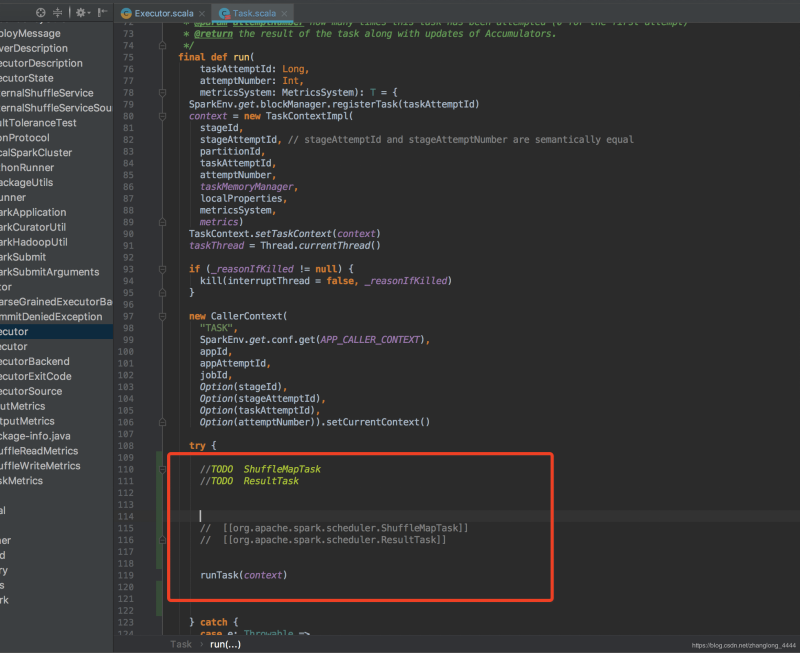 Executor.scala
Task.scala
ployMessage
verDescription
ecutorDescription
ecutorState
ternalShuffleService
ternalShuffleServiceSou
ultToleranceTest
onProtocol
calSparkCluster
thonRunner
ackageUtils
unner
arkApplication
arkCuratorUtil
arkHadoopUtil
arkSubmit
arkSubmitArguments
tor
arseGrainedExecutorBa
mmitDeniedException
ecutor
ecutor
ecutorBackend
ecutorExitCode
ecutorSource
utMetrics
tputMetrics
ckage-info.java
uffleReadMetrics
uffleWriteMetrics
skMetrics
al
ner
d
ry
s
rk
72 * @param attemptNumber how many times this task has been attempted (0 for the first attempt)
73 * @return the result of the task along with updates of Accumulators.
74 */
75 final def run(
76 taskAttemptId: Long,
77 attemptNumber: Int,
78 metricsSystem: MetricsSystem): T = {
79 SparkEnv.get.blockManager.registerTask(taskAttemptId)
80 context = new TaskContextImpl(
81 stageId,
82 stageAttemptId, // stageAttemptId and stageAttemptNumber are semantically equal
83 partitionId,
84 taskAttemptId,
85 attemptNumber,
86 taskMemoryManager,
87 localProperties,
88 metricsSystem,
89 metrics)
90 TaskContext.setTaskContext(context)
91 taskThread = Thread.currentThread()
92
93 if (_reasonIfKilled != null) {
94 kill(interruptThread = false, _reasonIfKilled)
95 }
96
97 new CallerContext(
98 "TASK",
99 SparkEnv.get.conf.get(APP_CALLER_CONTEXT),
100 appId,
101 appAttemptId,
102 jobId,
103 Option(stageId),
104 Option(stageAttemptId),
105 Option(taskAttemptId),
106 Option(attemptNumber)).setCurrentContext()
107
108 try {
109
110 //TODO ShuffleMapTask
111 //TODO ResultTask
112
113
114
115 // [[org.apache.spark.scheduler.ShuffleMapTask]]
116 // [[org.apache.spark.scheduler.ResultTask]]
117
118
119 runTask(context)
120
121
122
123 } catch {
124 case e: Throwable =>
Task › run(...)
https://blog.csdn.net/zhanglong_4444